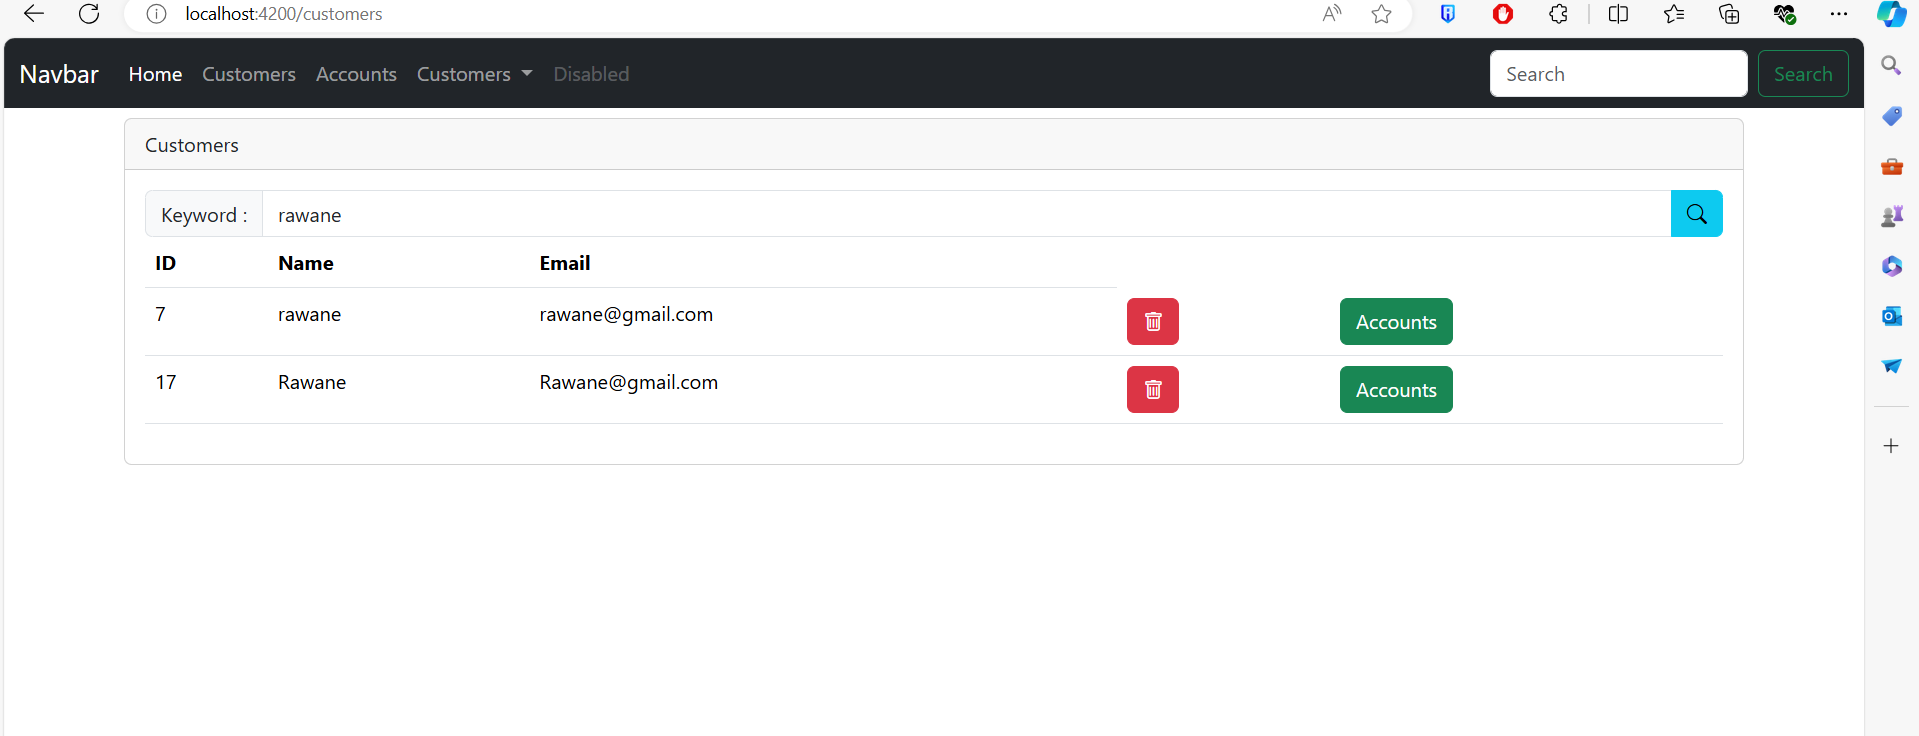 localhost:4200/customers
Navbar Home Customers Accounts Customers Disabled Search Search
Customers
Keyword : rawane
ID Name Email
7 rawane rawane@gmail.com Accounts
17 Rawane Rawane@gmail.com Accounts